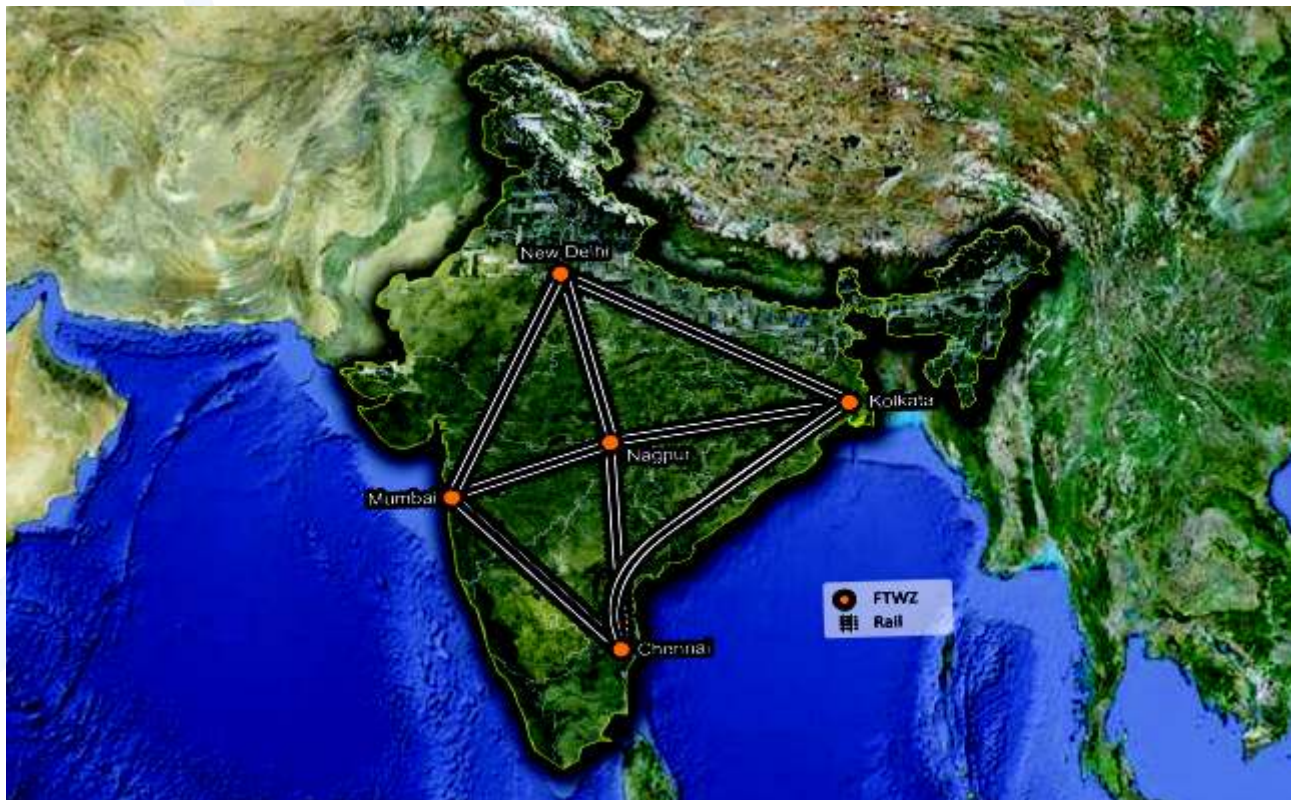 New Delhi
Kolkata
Nagpur
Mumbai
FTWZ
Rail
Chennai